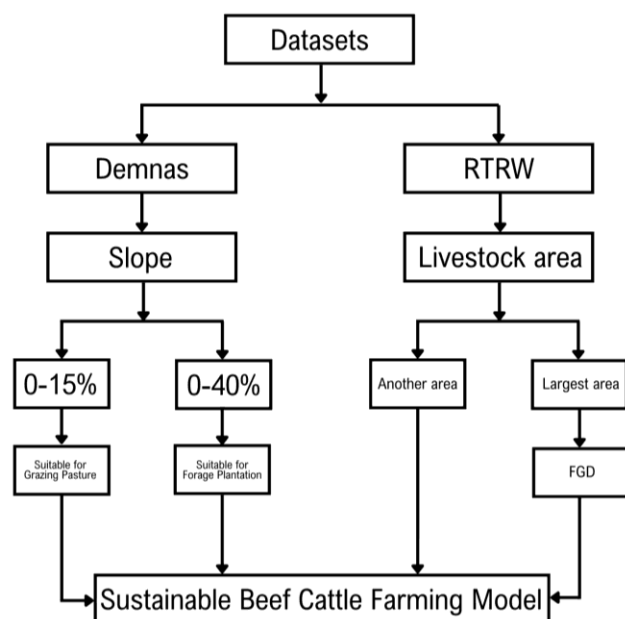 Datasets
Demnas
RTRW
Slope
Livestock area
0-15%
0-40%
Another area
Largest area
Suitable for
Grazing Pasture
Suitable for
Forage Plantation
FGD
Sustainable Beef Cattle Farming Model